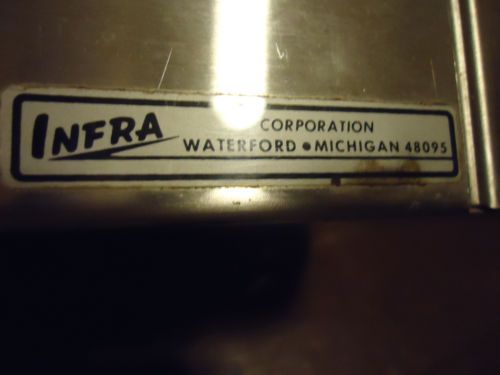 INFRA
CORPORATION
WATERFORD • MICHIGAN 48095